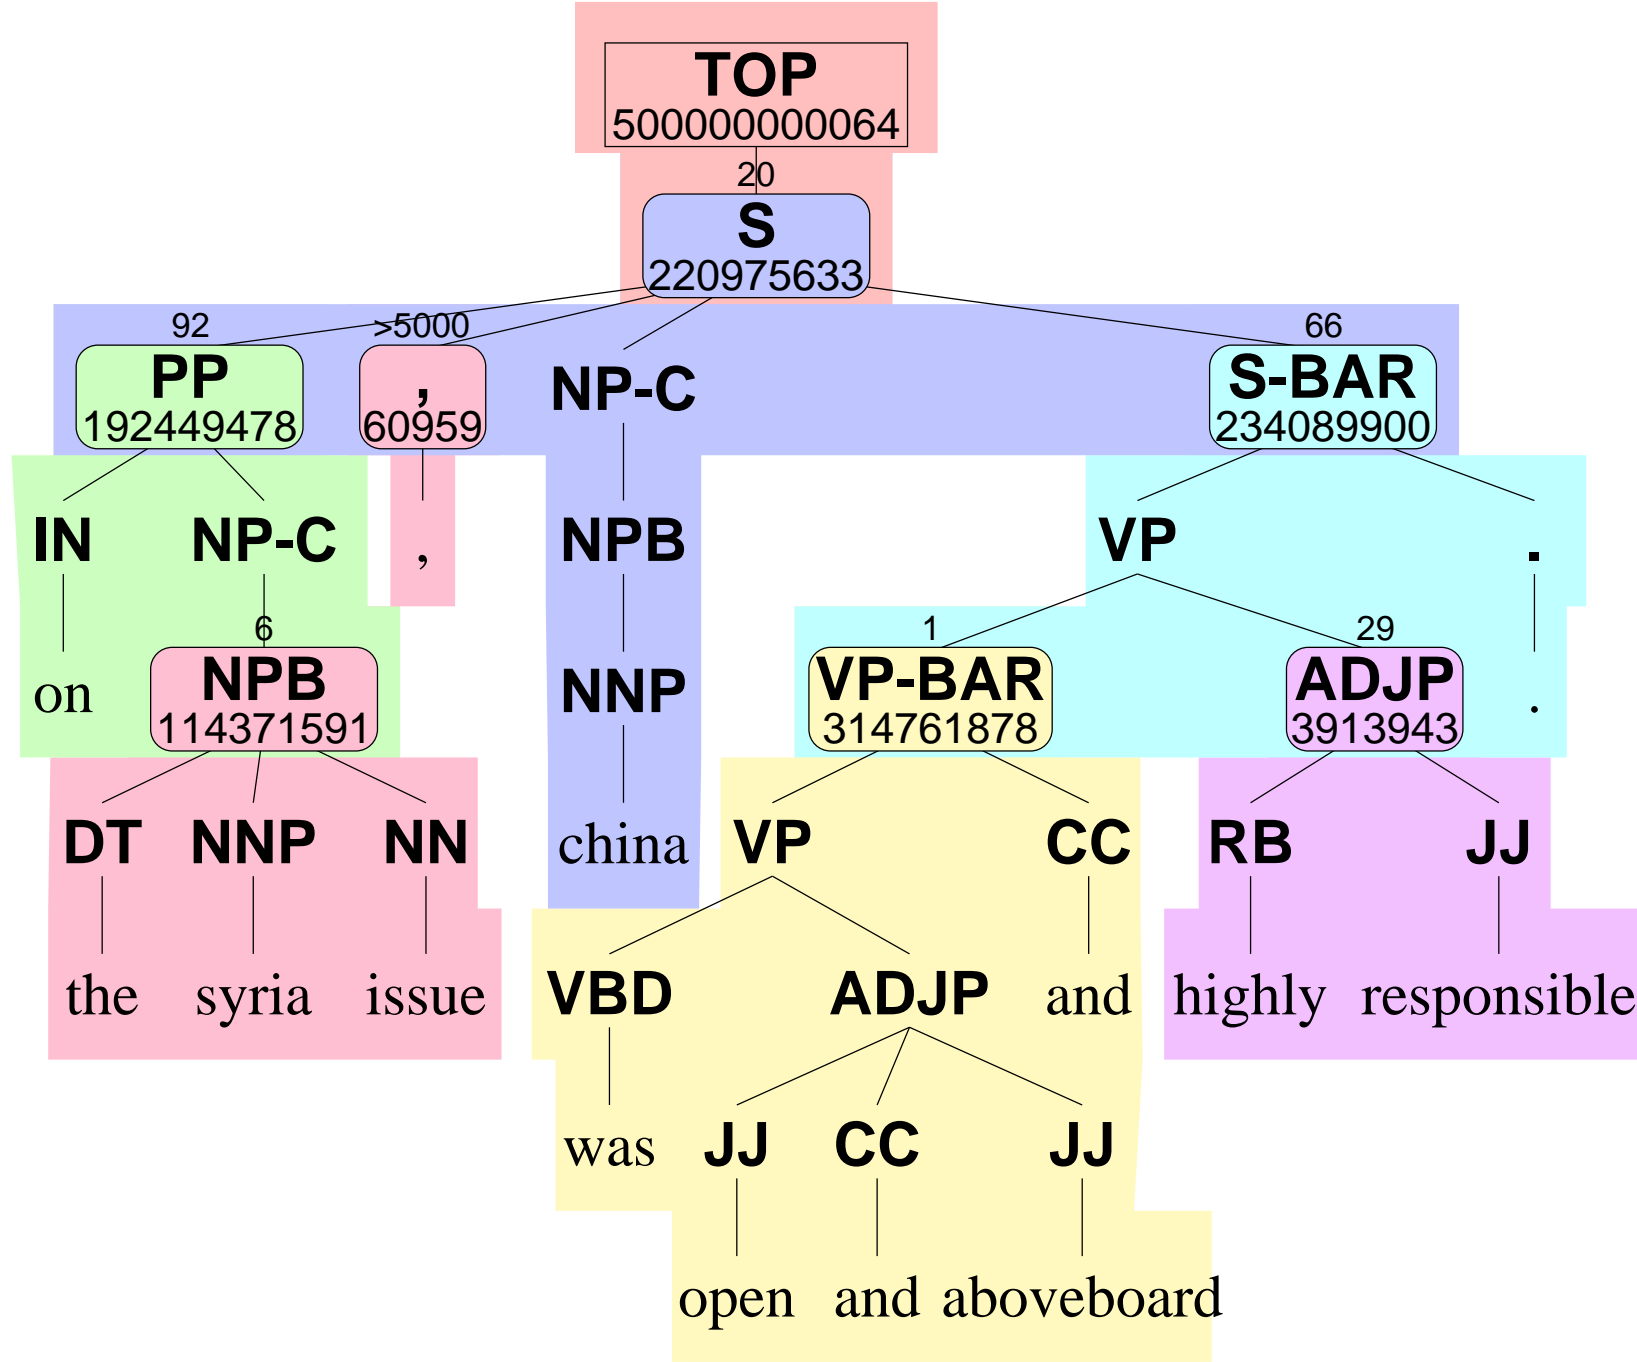 TOP
500000000064
20
S
220975633
92 >5000 66
PP , NP-C S-BAR
192449478 60959 234089900
IN NP-C , NPB VP .
6 1 29
on NPB NNP VP-BAR ADJP .
114371591 314761878 3913943
DT NNP NN china VP CC RB JJ
the syria issue VBD ADJP and highly responsible
was JJ CC JJ
open and aboveboard